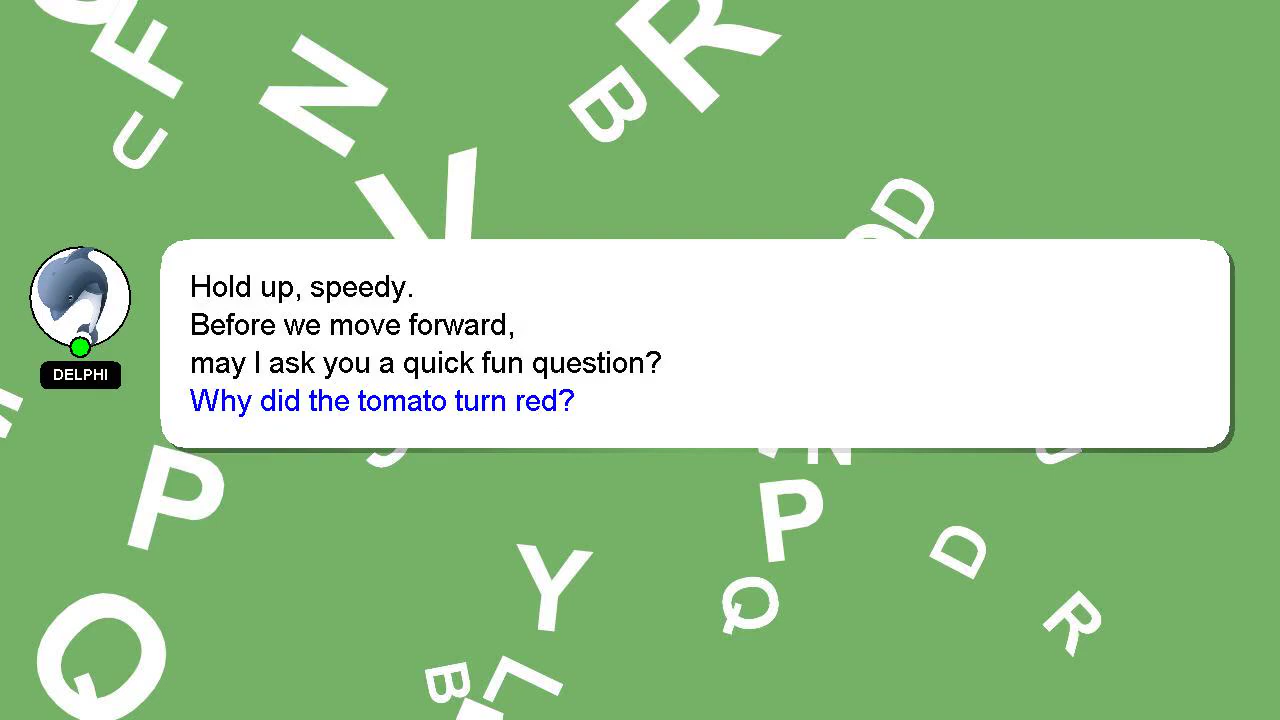 Hold up, speedy.
Before we move forward,
may I ask you a quick fun question?
Why did the tomato turn red?
DELPHI
F
U
N
B
R
V
D
P
P
Y
Q
Q
D
R
B
L
N